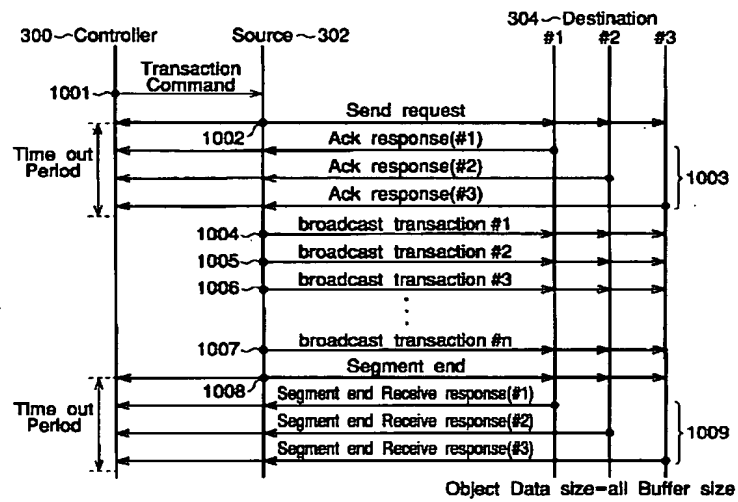 304 Destination
300 Controller Source 302 #1 #2 #3
Transaction
Command
1001
Send request
1002
Ack response(#1)
Time out
Period
Ack response(#2)
1003
Ack response(#3)
1004 broadcast transaction #1
1005 broadcast transaction #2
1006 broadcast transaction #3
1007 broadcast transaction #n
Segment end
1008
Segment end Receive response(#1)
Time out
Period
Segment end Receive response(#2)
1009
Segment end Receive response(#3)
Object Data size=all Buffer size